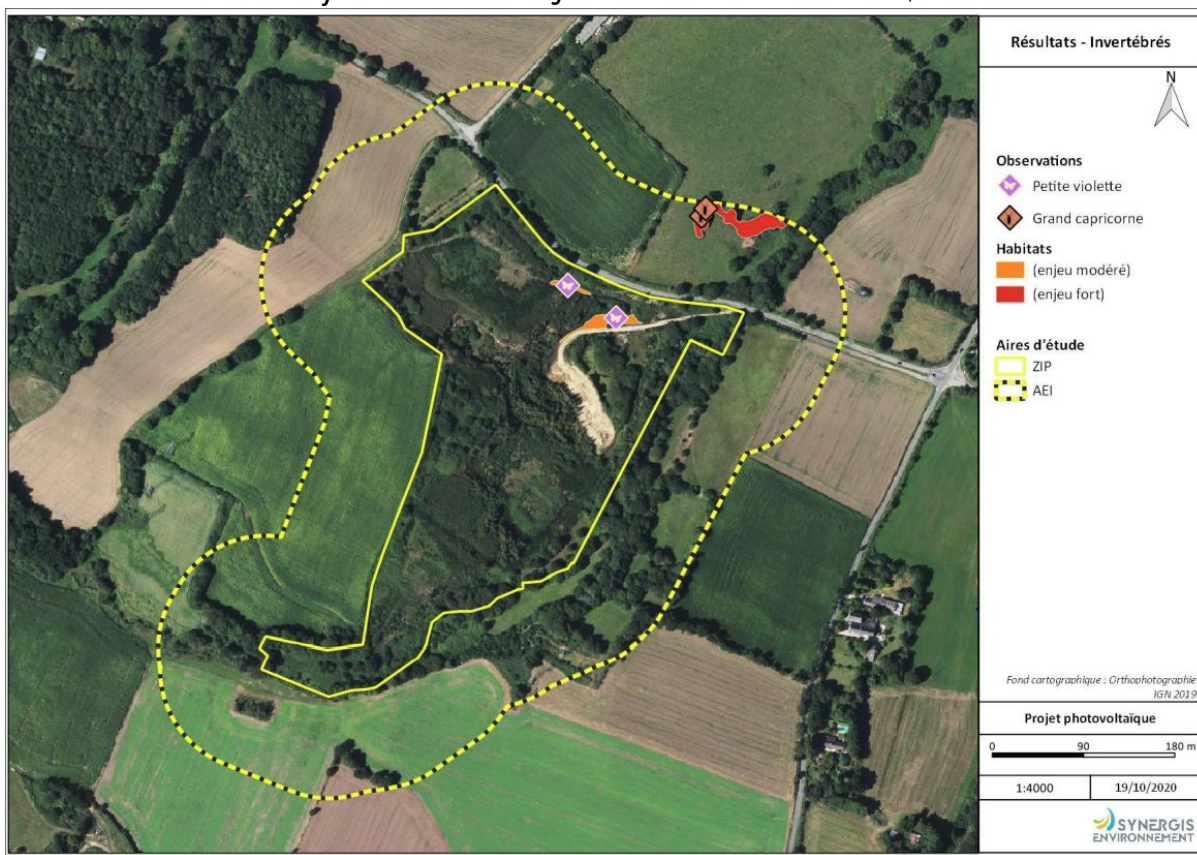 Résultats - Invertébrés
N
Observations
Petite violette
Grand capricorne
Habitats
(enjeu modéré)
(enjeu fort)
Aires d'étude
ZIP
AEI
Fond cartographique : Orthophotographie
IGN 2019
Projet photovoltaïque
0 90 180 m
1:4000 19/10/2020
SYNERGIS
ENVIRONNEMENT